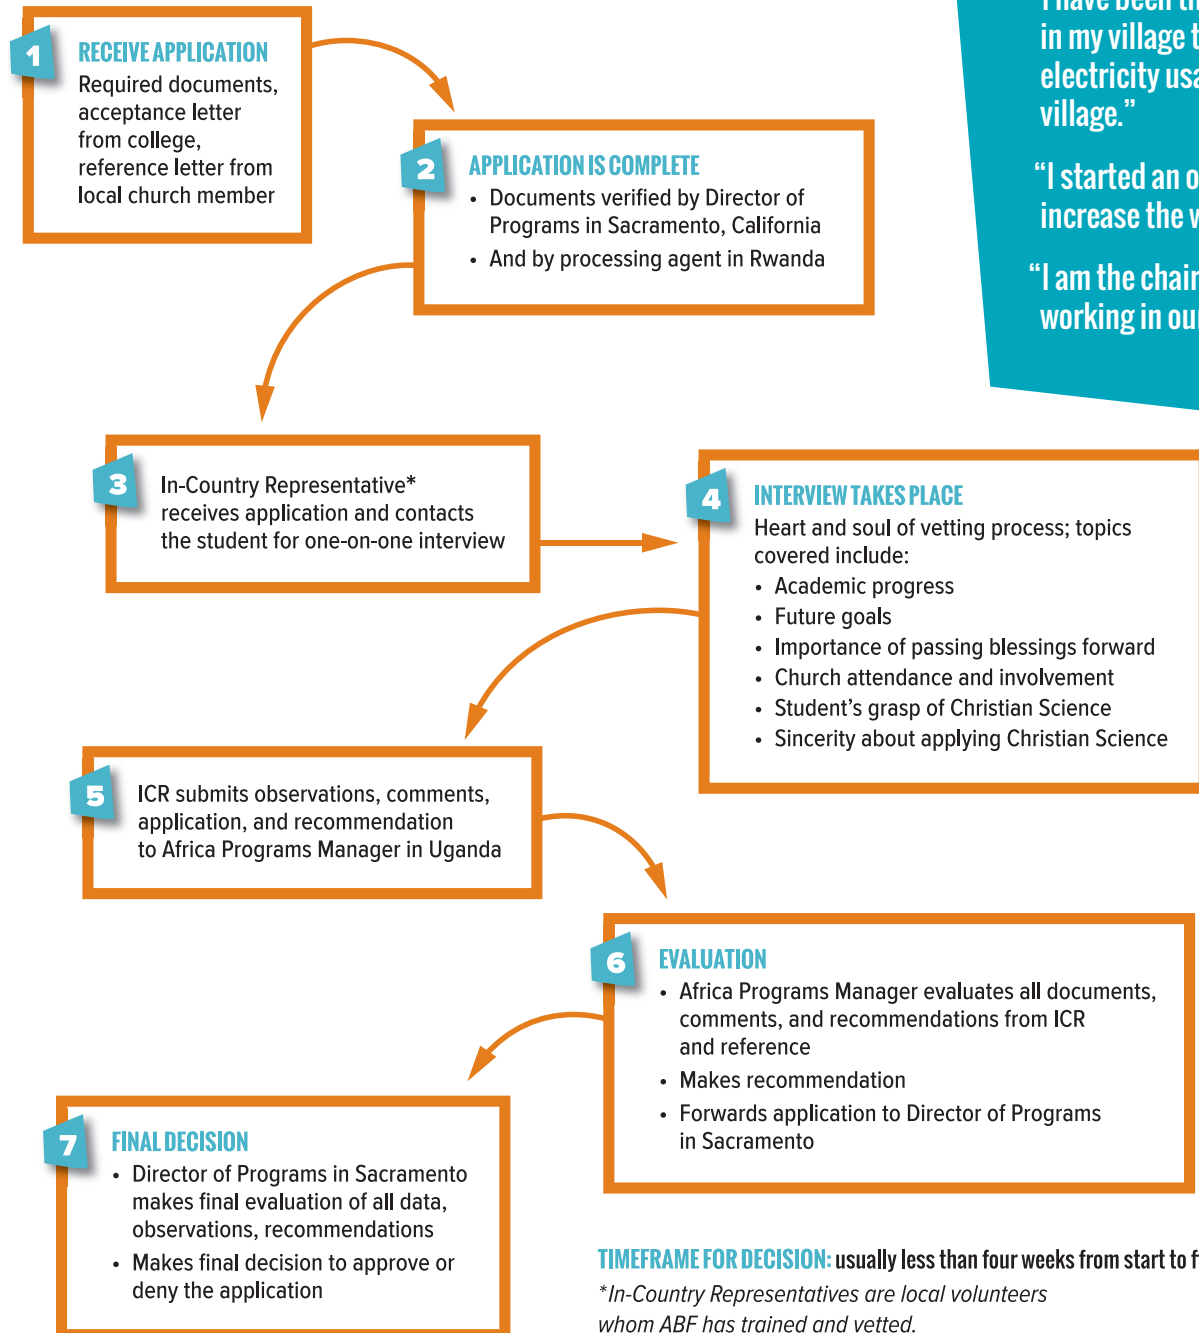 1
RECEIVE APPLICATION
Required documents,
acceptance letter
from college,
reference letter from
local church member
2
APPLICATION IS COMPLETE
• Documents verified by Director of
Programs in Sacramento, California
• And by processing agent in Rwanda
I have been
in my village
electricity
village.”
“I started an
increase the
“I am the
working in
3
In-Country Representative*
receives application and contacts
the student for one-on-one interview
4
INTERVIEW TAKES PLACE
Heart and soul of vetting process; topics
covered include:
• Academic progress
• Future goals
• Importance of passing blessings forward
• Church attendance and involvement
• Student’s grasp of Christian Science
• Sincerity about applying Christian Science
5
ICR submits observations, comments,
application, and recommendation
to Africa Programs Manager in Uganda
6
EVALUATION
• Africa Programs Manager evaluates all documents,
comments, and recommendations from ICR
and reference
• Makes recommendation
• Forwards application to Director of Programs
in Sacramento
7
FINAL DECISION
• Director of Programs in Sacramento
makes final evaluation of all data,
observations, recommendations
• Makes final decision to approve or
deny the application
TIMEFRAME FOR DECISION: usually less than four weeks from start to
*In-Country Representatives are local volunteers
whom ABF has trained and vetted.